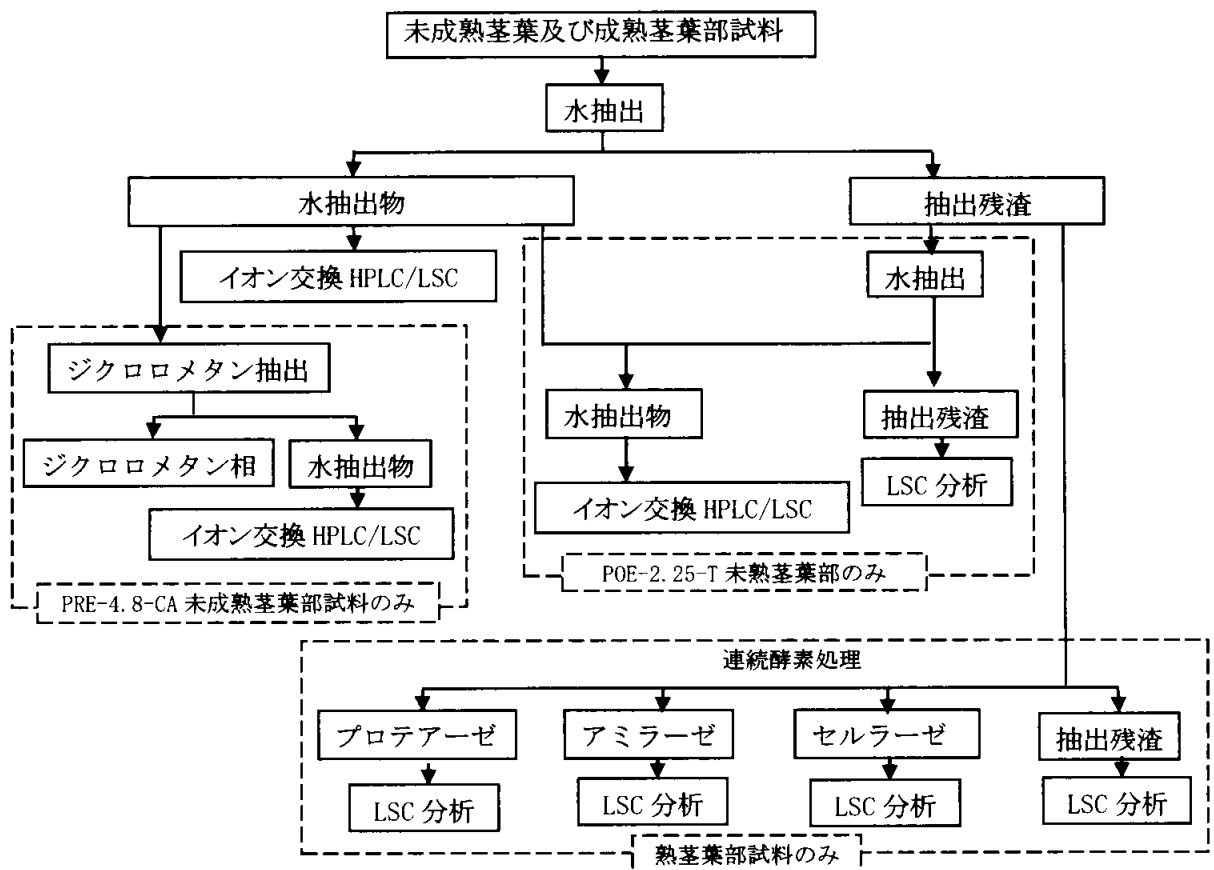 未成熟茎葉及び成熟茎葉部試料
水抽出
水抽出物
抽出残渣
イオン交換 HPLC/LSC
水抽出
ジクロロメタン抽出
水抽出物
抽出残渣
ジクロロメタン相
水抽出物
LSC 分析
イオン交換 HPLC/LSC
イオン交換 HPLC/LSC
POE-2.25-T 未熟茎葉部のみ
PRE-4.8-CA 未成熟茎葉部試料のみ
連続酵素処理
プロテアーゼ
アミラーゼ
セルラーゼ
抽出残渣
LSC 分析
LSC 分析
LSC 分析
LSC 分析
熟茎葉部試料のみ